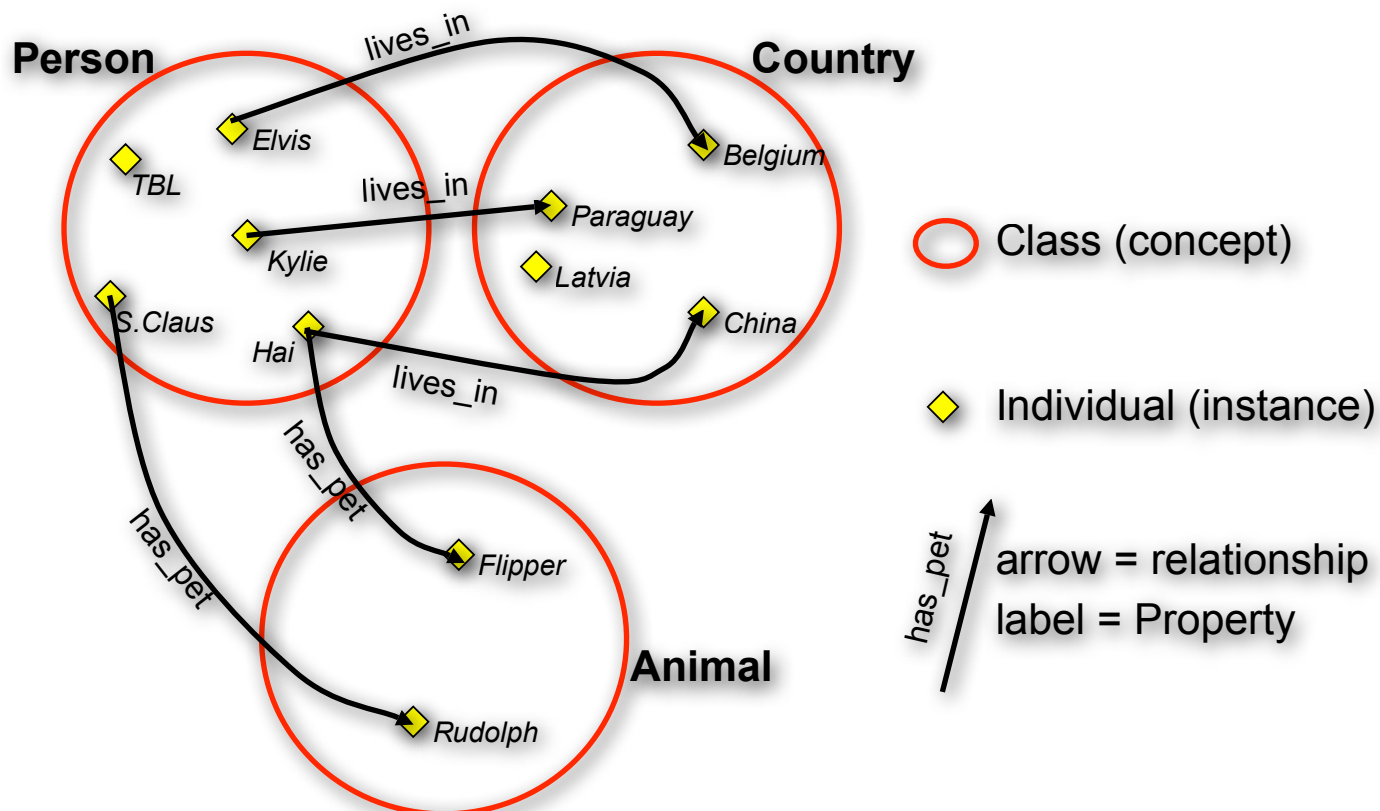 Person
lives_in
Country
Elvis
Belgium
TBL
lives_in
Paraguay
Kylie
Latvia
Class (concept)
S.Claus
China
Hai
lives_in
Individual (instance)
has_pet
has_pet
Flipper
has_pet
arrow = relationship
label = Property
Animal
Rudolph